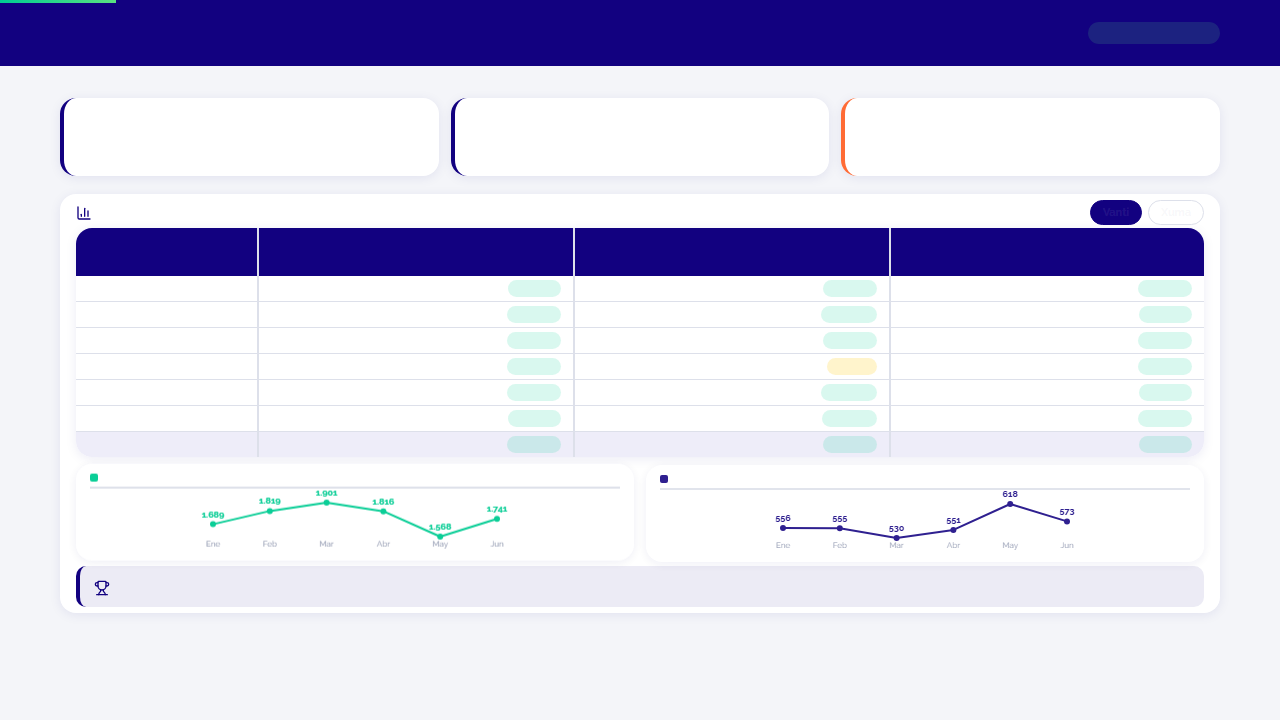 Vanti Xuma
1.689 1.819 1.901 1.816 1.568 1.741
Ene Feb Mar Abr May Jun
556 555 530 551 618 573
Ene Feb Mar Abr May Jun